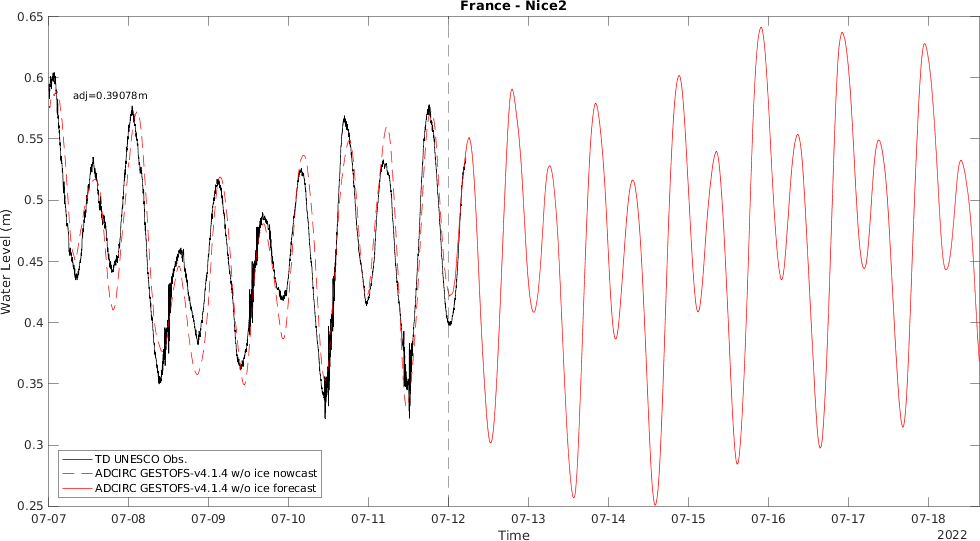 France - Nice2
0.65
0.6
0.55
0.5
0.45
0.4
0.35
0.3
0.25
Water Level (m)
adj=0.39078m
TD UNESCO Obs.
ADCIRC GESTOFS-v4.1.4 w/o ice nowcast
ADCIRC GESTOFS-v4.1.4 w/o ice forecast
07-07 07-08 07-09 07-10 07-11 07-12 07-13 07-14 07-15 07-16 07-17 07-18
Time
2022